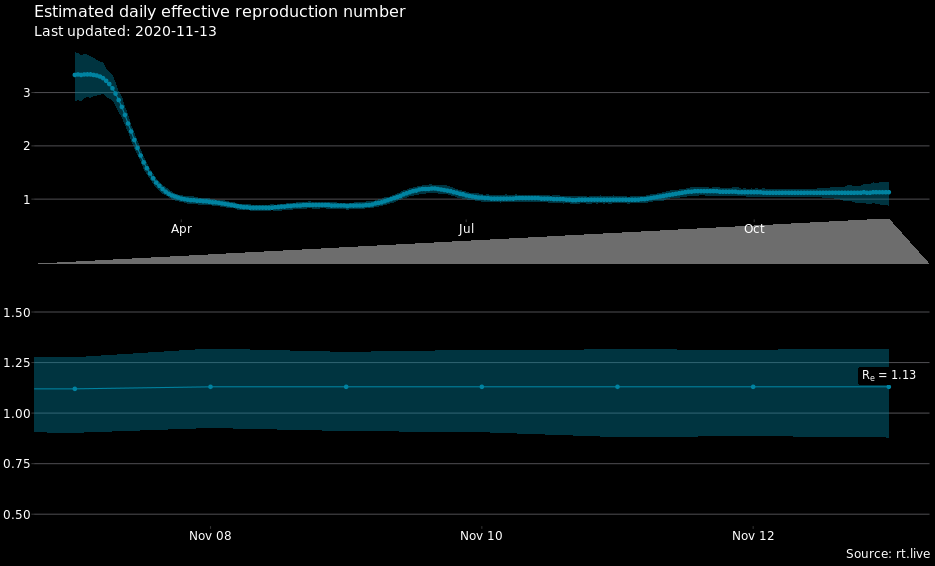 Estimated daily effective reproduction number
Last updated: 2020-11-13
3
2
1
Apr
Jul
Oct
1.50
1.25
Re = 1.13
1.00
0.75
0.50
Nov 08
Nov 10
Nov 12
Source: rt.live